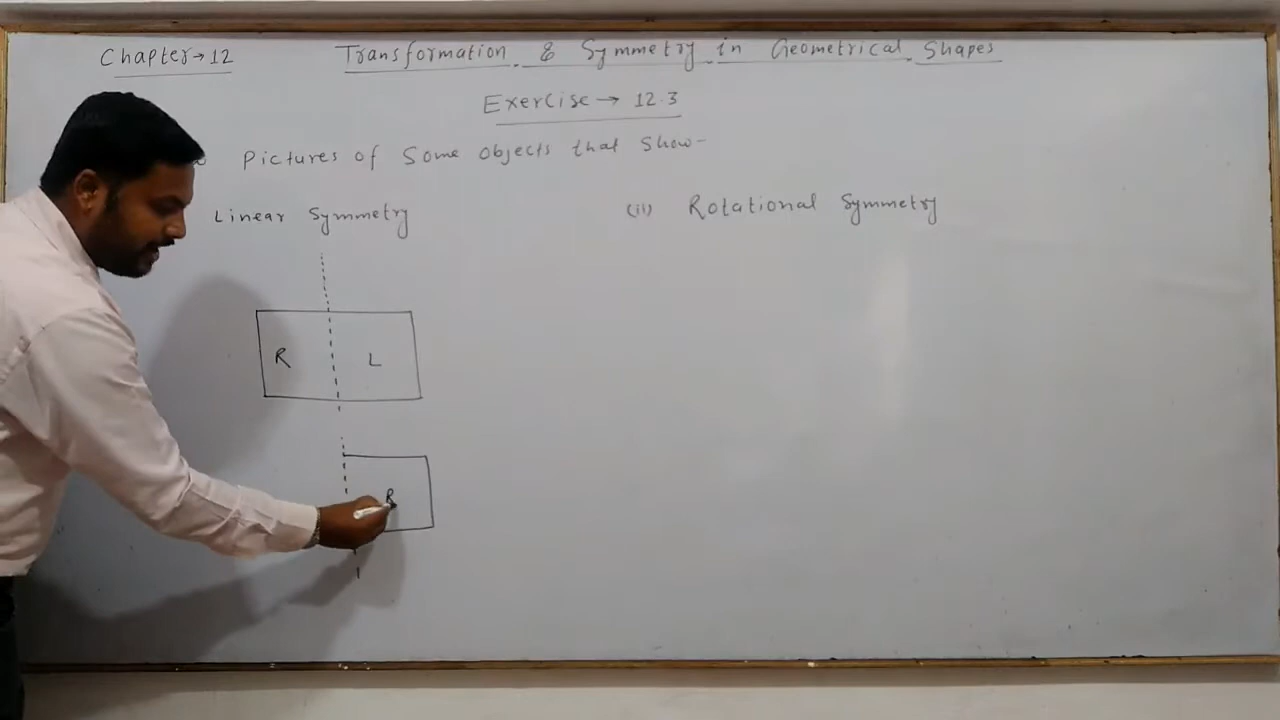 Chapter→12
Transformation & Symmetry in Geometrical Shapes
Exercise→ 12.3
Pictures of Some objects that Show-
Linear Symmetry
(ii) Rotational Symmetry
R L
R